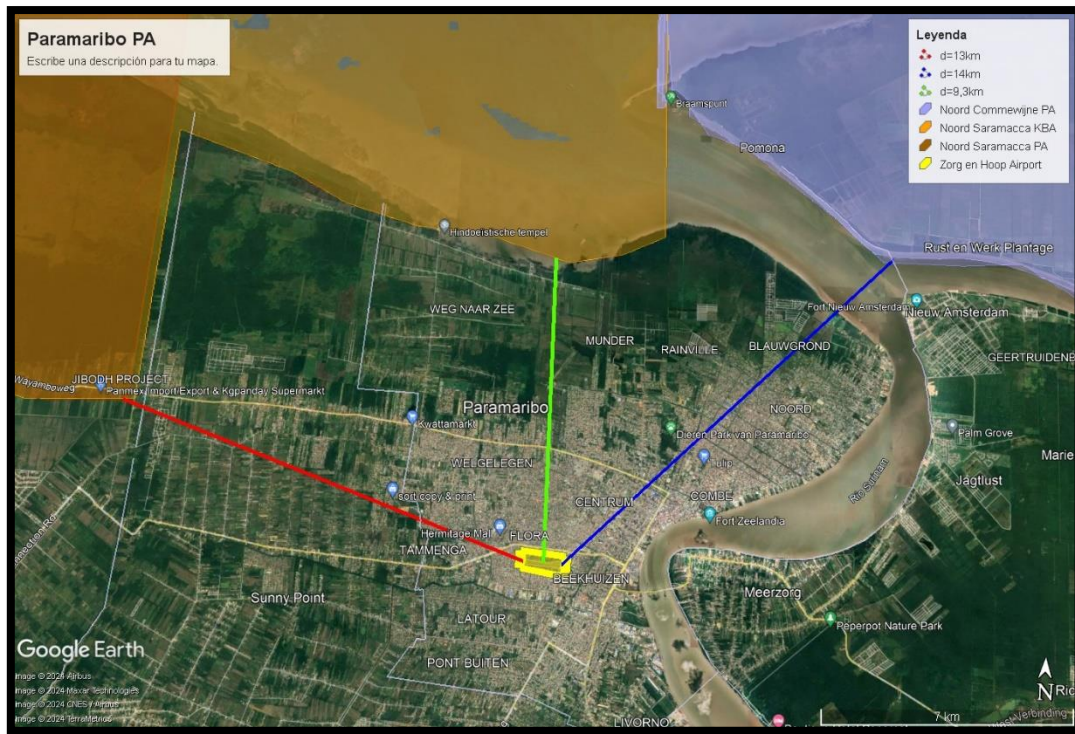 Paramaribo PA
Escribe una descripción para tu mapa.
Leyenda
d=13km
d=14km
d=9,3km
Noord Commewijne PA
Noord Saramacca KBA
Noord Saramacca PA
Zorg en Hoop Airport
Braamspunt
Pomona
Hindoeïstische tempel
Rust en Werk Plantage
WEG NAAR ZEE
Fort Nieuw Amsterdam
Nieuw Amsterdam
MUNDER
RAINVILLE
BLAUWGROND
JIBODH PROJECT
Wayamboweg
Panmex Import Export & Kgpanday Supermarkt
Paramaribo
NOORD
Kwattamarkt
Dieren Park van Paramaribo
Palm Grove
Tulip
WELGELEGEN
Jagtlust
sort copy & print
CENTRUM
COMBE
Rio Surinam
Fort Zeelandia
Hermitage Mal
FLORA
TAMMENGA
BEEKHUIZEN
Sunny Point
Meerzorg
LATOUR
Peperpot Nature Park
Google Earth
PONT BUITEN
Image © 2024 Airbus
Image © 2024 Maxar Technologies
Image © 2024 CNES / Airbus
Image © 2024 TerraMetrics
N
7 km
LIVORNO